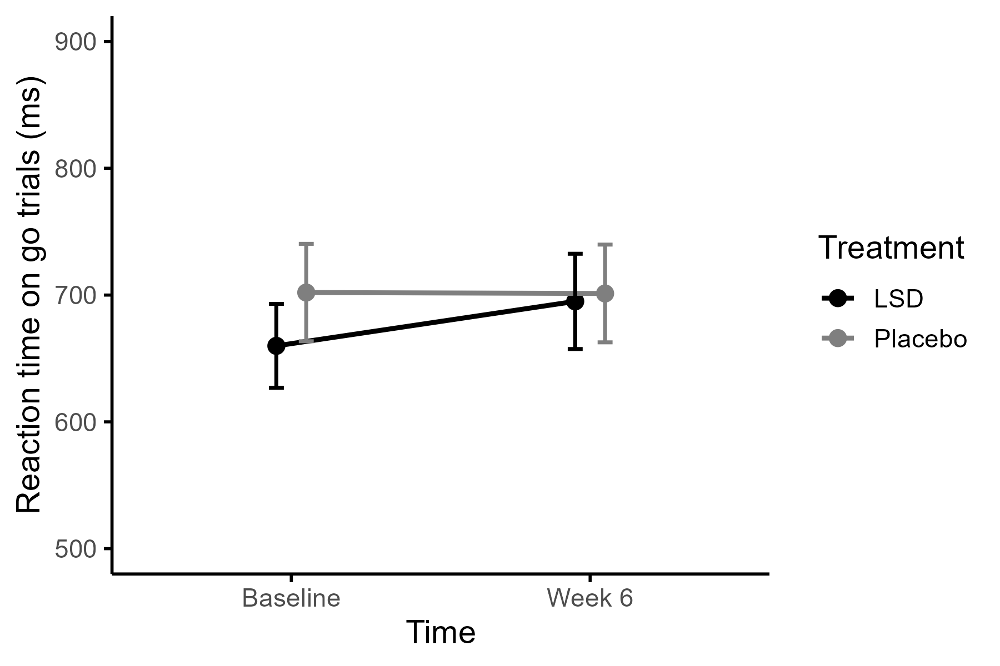 Reaction time on go trials (ms)
900
800
700
600
500
Baseline
Week 6
Time
Treatment
LSD
Placebo